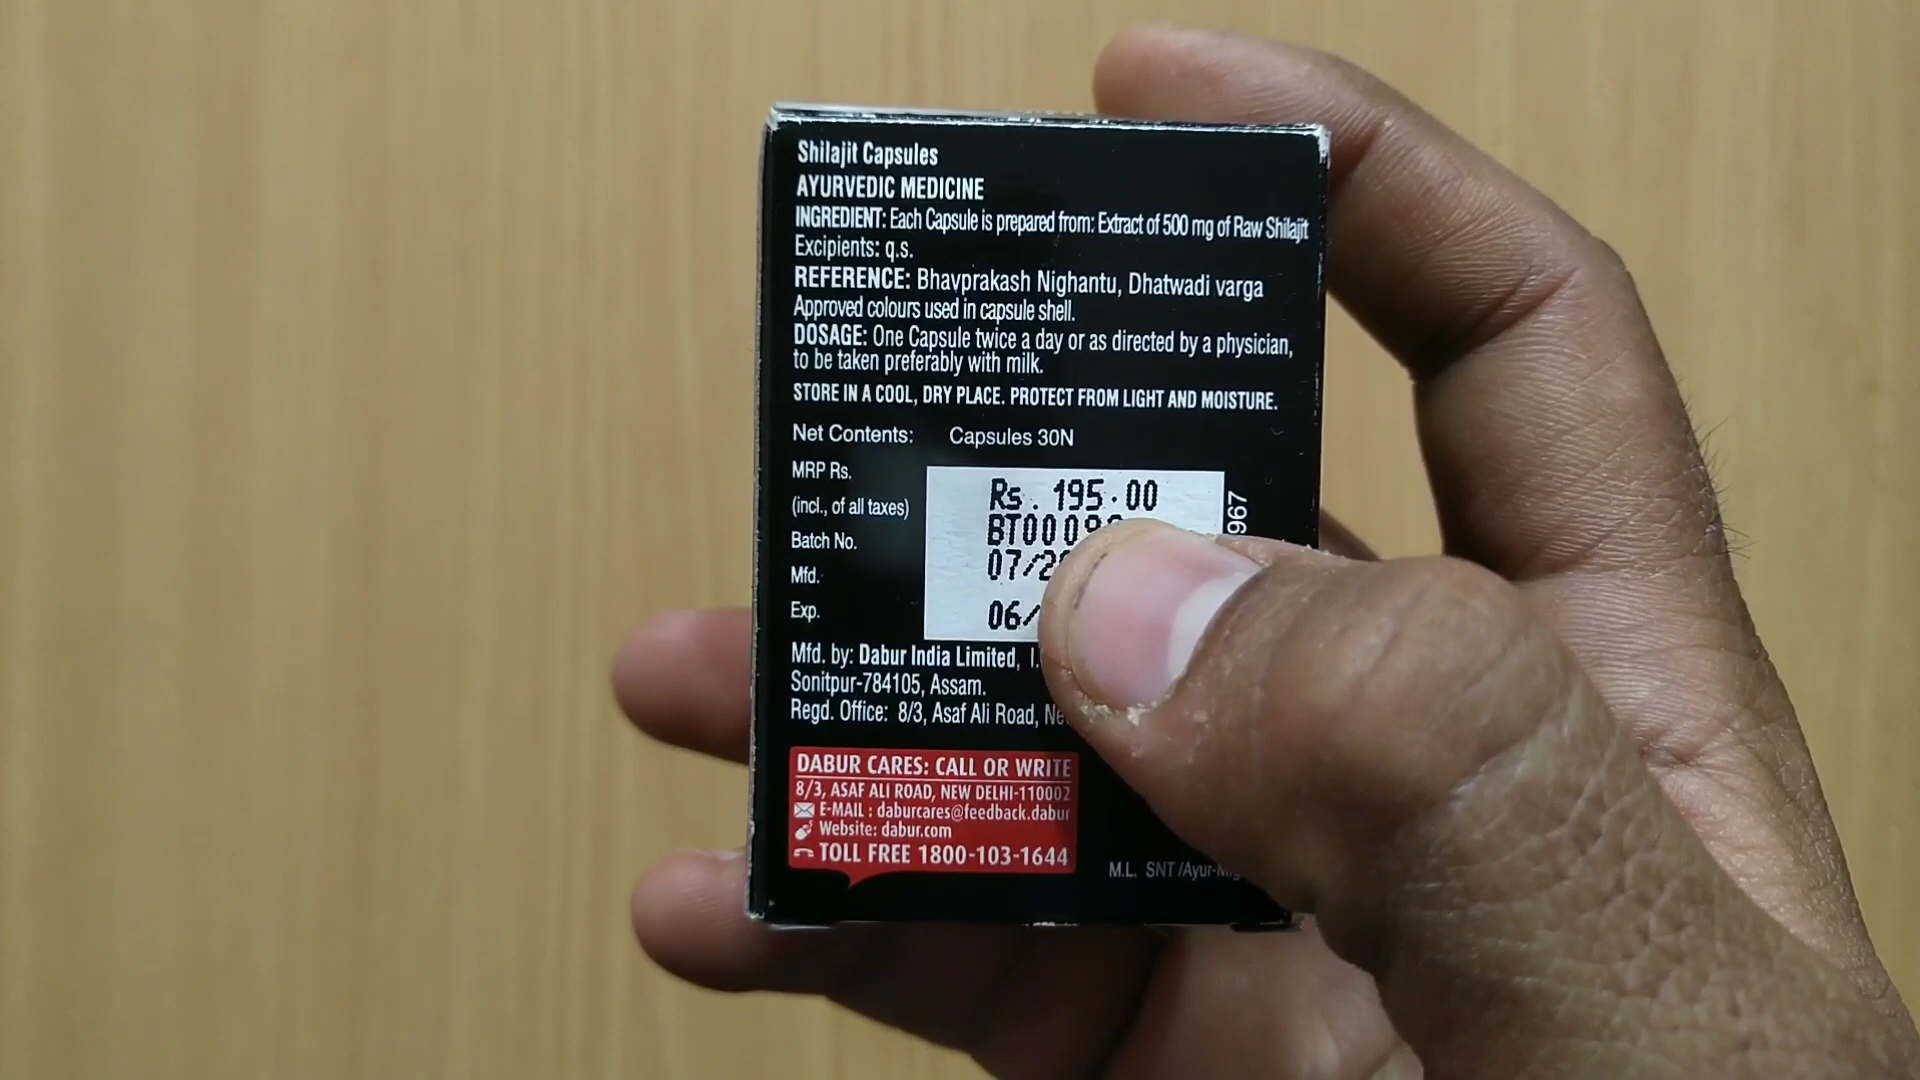 Shilajit Capsules
AYURVEDIC MEDICINE
INGREDIENT: Each Capsule is prepared from: Extract of 500 mg of Raw Shilajit
Excipients: q.s.
REFERENCE: Bhavprakash Nighantu, Dhatwadi varga
Approved colours used in capsule shell.
DOSAGE: One Capsule twice a day or as directed by a physician,
to be taken preferably with milk.
STORE IN A COOL, DRY PLACE. PROTECT FROM LIGHT AND MOISTURE.
Net Contents: Capsules 30N
MRP Rs. Rs. 195.00
(incl., of all taxes)
Batch No.
Mfd. 07/
Exp. 06/
967
Mfd. by: Dabur India Limited,
Sonitpur-784105, Assam.
Regd. Office: 8/3, Asaf Ali Road,
DABUR CARES: CALL OR WRITE
8/3, ASAF ALI ROAD, NEW DELHI-110002
E-MAIL : daburcares@feedback.dabur
Website: dabur.com
TOLL FREE 1800-103-1644
M.L. SNT /Ayur-